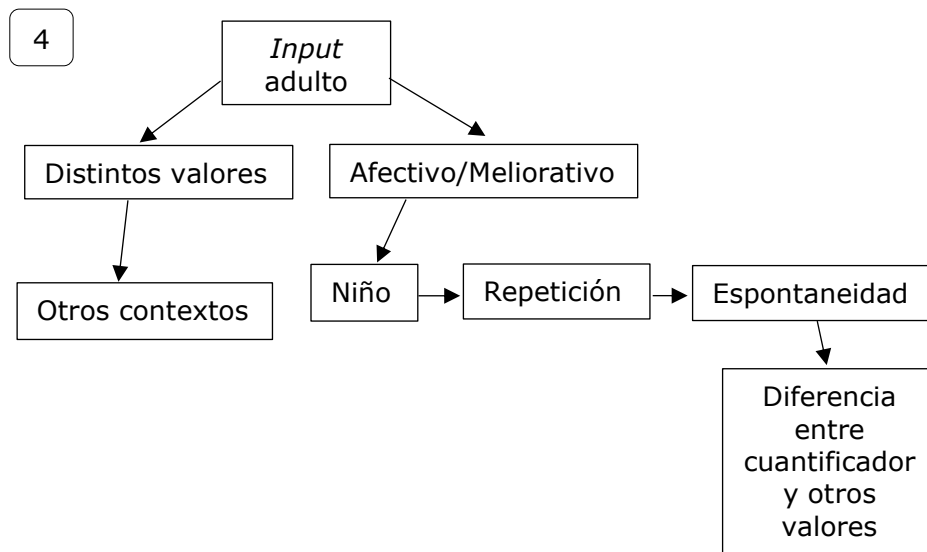 4
Input
adulto
Distintos valores
Afectivo/Meliorativo
Otros contextos
Niño
Repetición
Espontaneidad
Diferencia
entre
cuantificador
y otros
valores